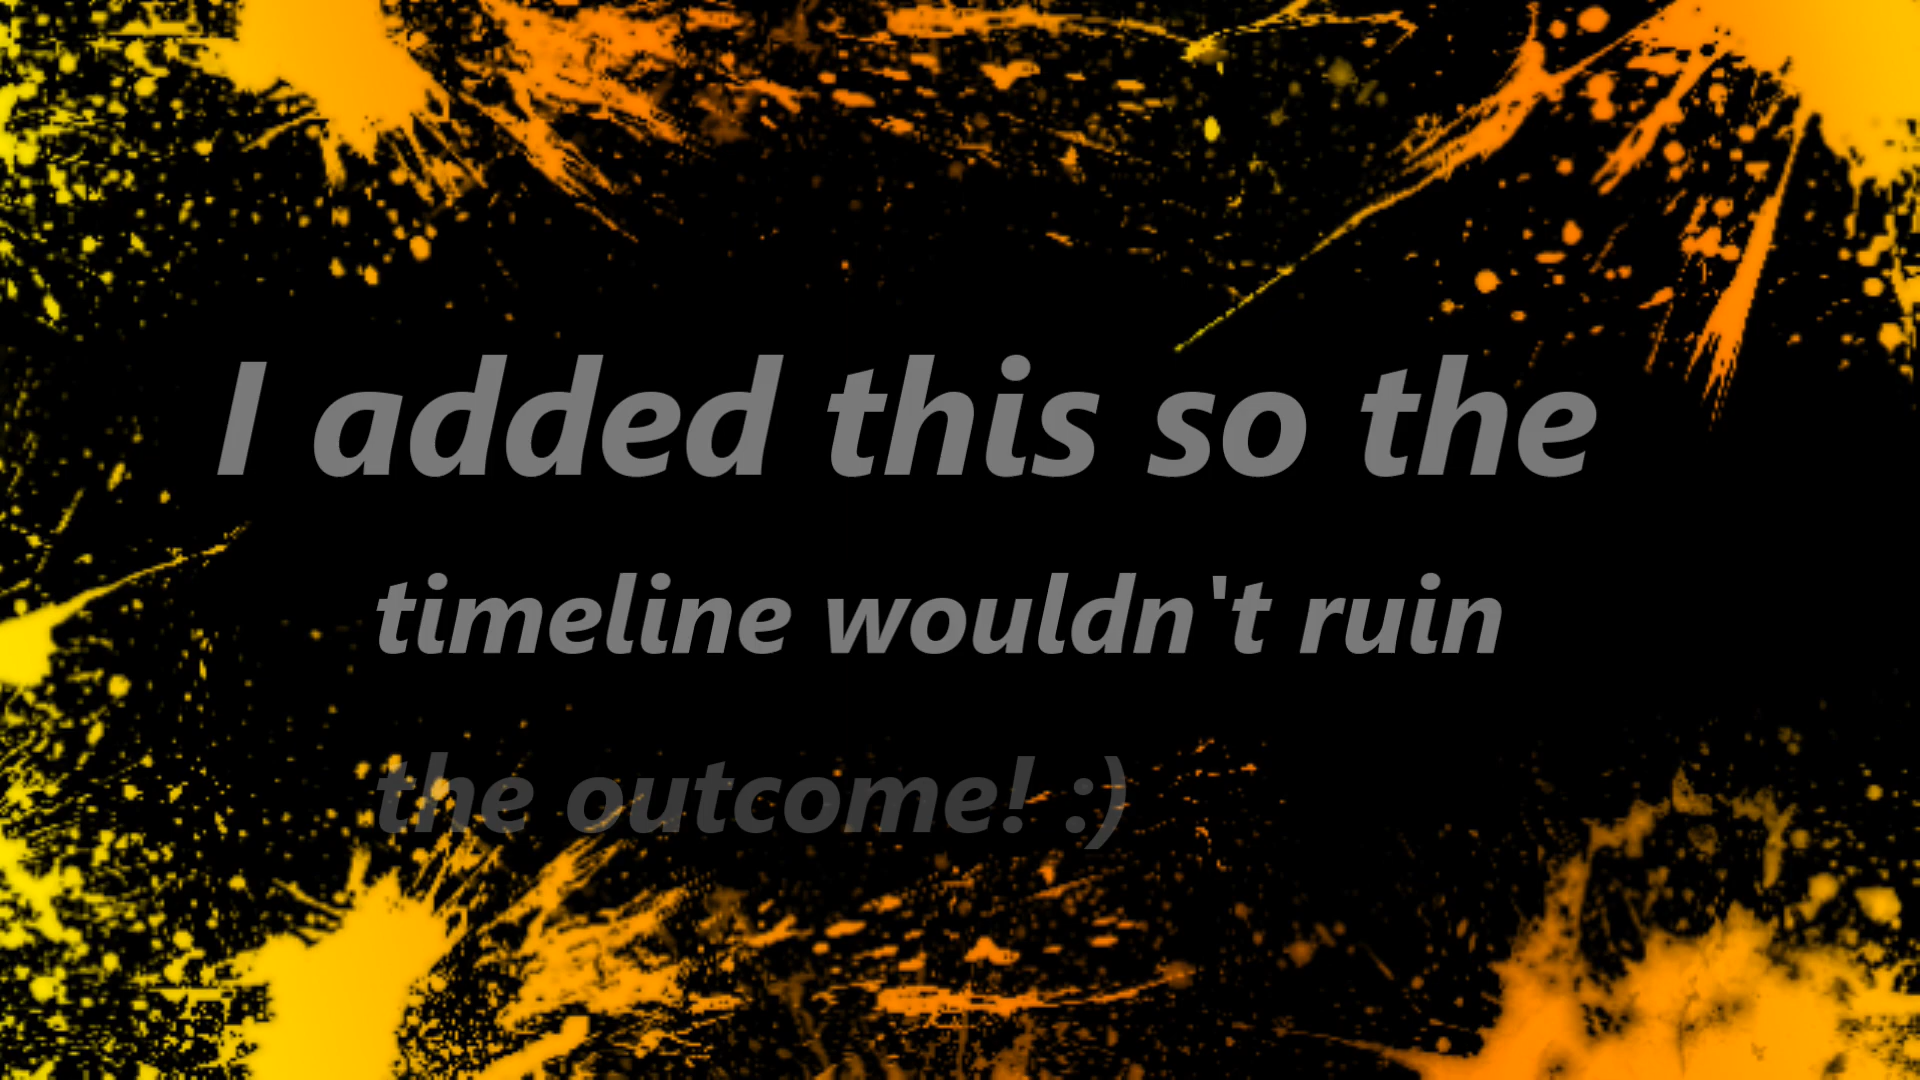 I added this so the
timeline wouldn't ruin
the outcome! :)